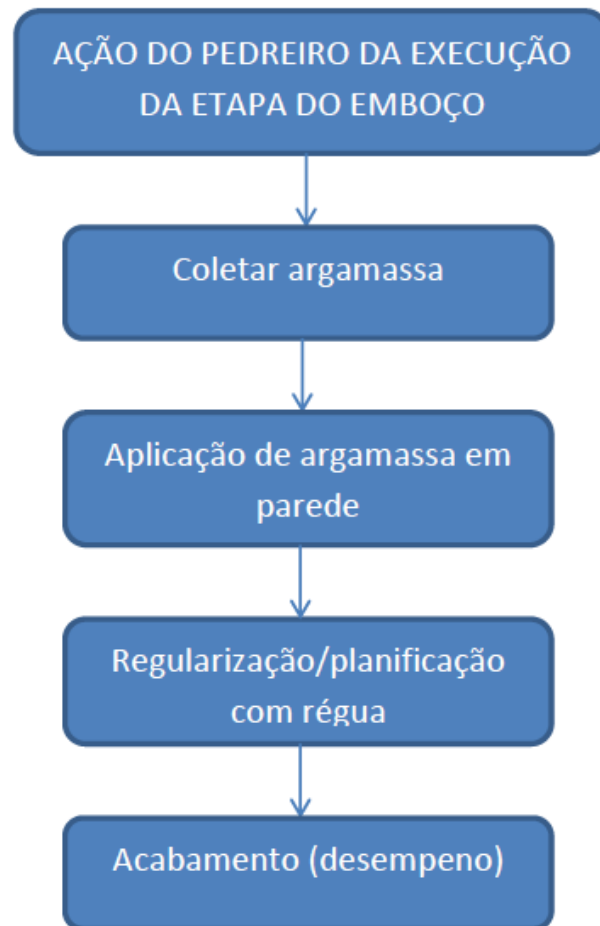 AÇÃO DO PEDREIRO DA EXECUÇÃO
DA ETAPA DO EMBOÇO
Coletar argamassa
Aplicação de argamassa em
parede
Regularização/planificação
com régua
Acabamento (desempeno)